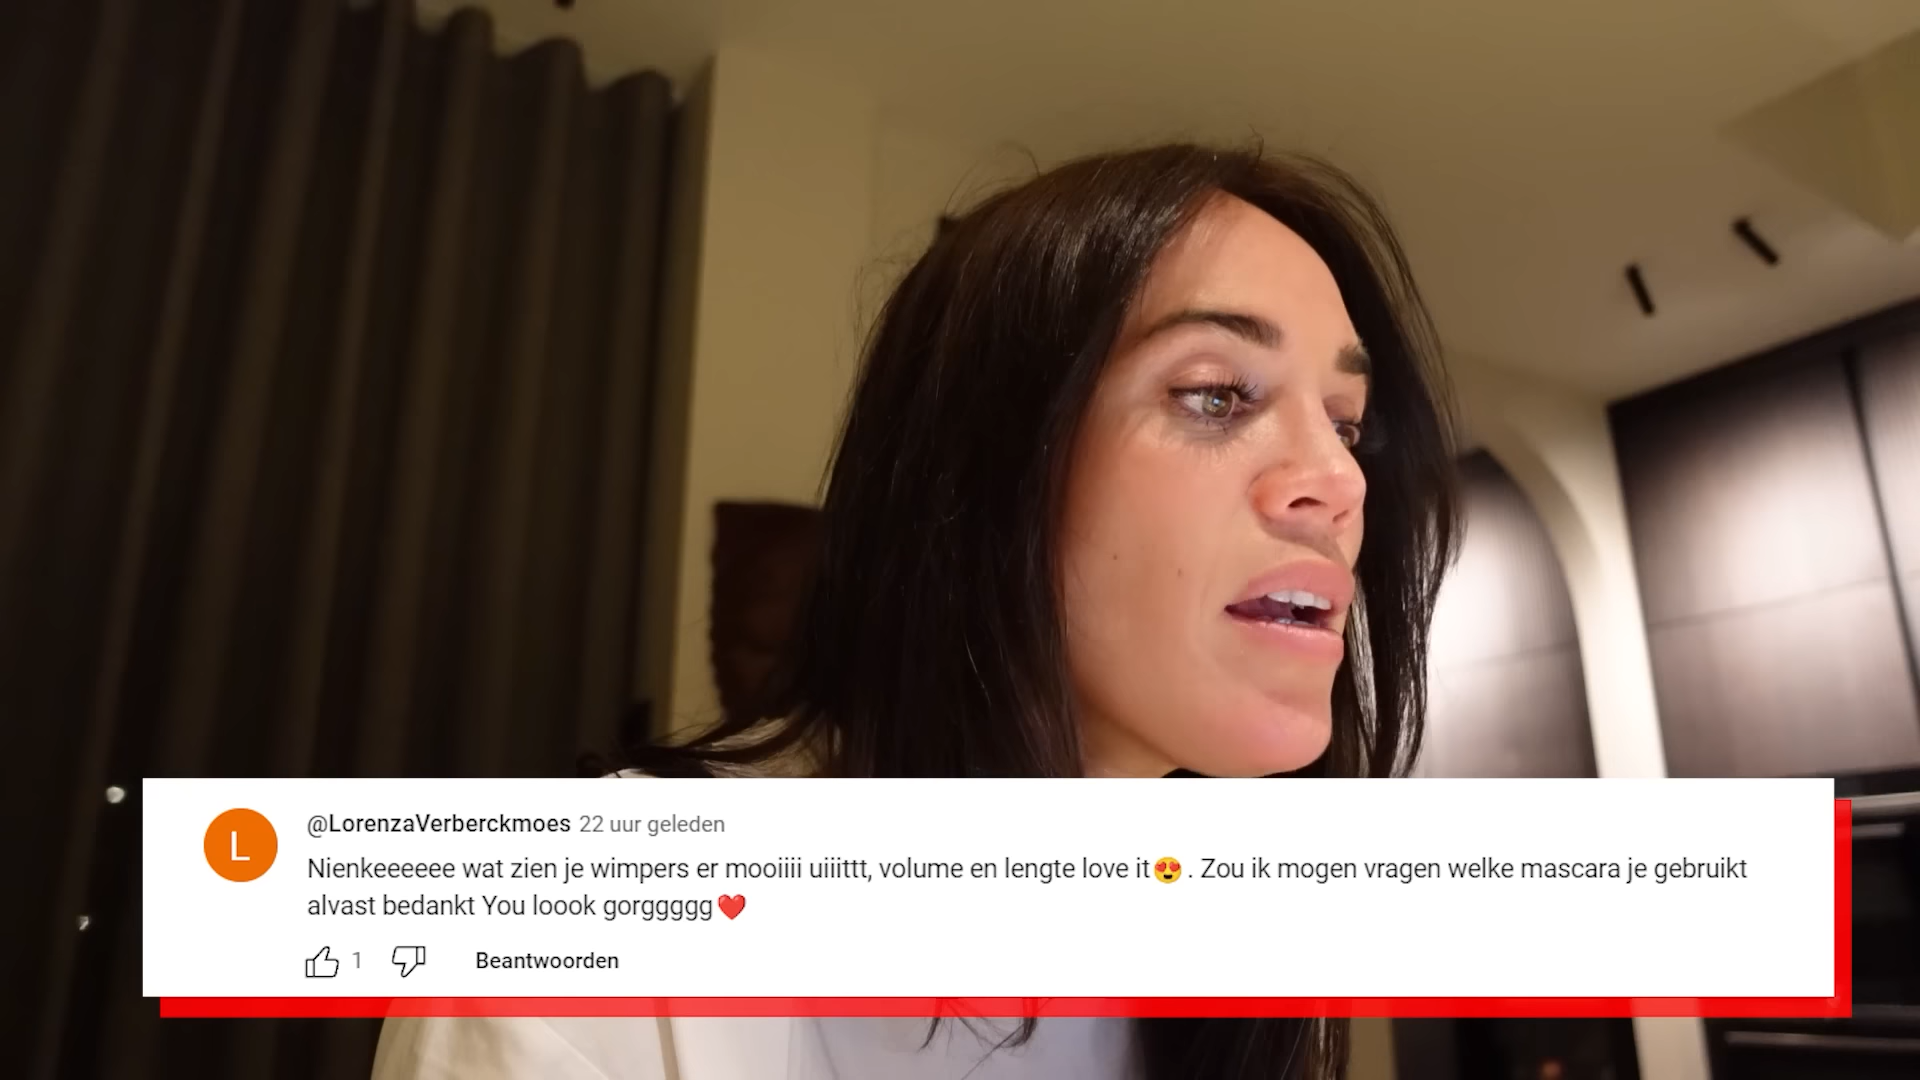 L
@LorenzaVerberckmoes 22 uur geleden
Nienkeeeeee wat zien je wimpers er mooiiii uiiittt, volume en lengte love it😍. Zou ik mogen vragen welke mascara je gebruikt
alvast bedankt You loook gorggggg❤️
1 Beantwoorden